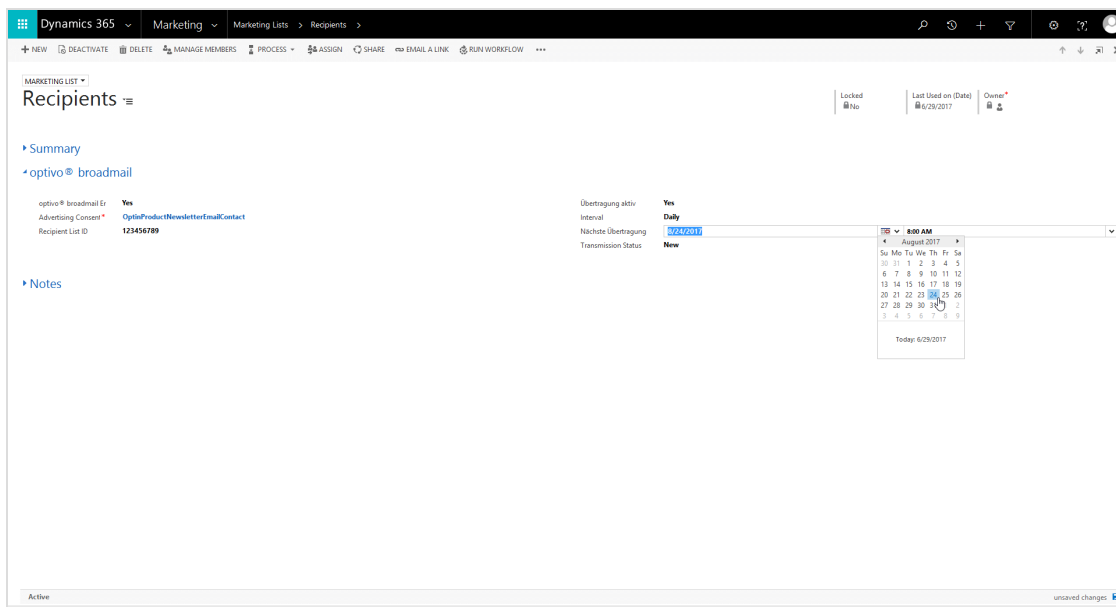 Dynamics 365 Marketing Marketing Lists > Recipients >
NEW DEACTIVATE DELETE MANAGE MEMBERS PROCESS ASSIGN SHARE EMAIL A LINK RUN WORKFLOW •••
MARKETING LIST
Recipients
Locked Last Used on (Date) Owner*
No 6/29/2017
Summary
optivo® broadmail
optivo® broadmail Er Yes Übertragung aktiv Yes
Advertising Consent* OptinProductNewsletterEmailContact Interval Daily
Recipient List ID 123456789 Nächste Übertragung 8/24/2017 8:00 AM
Transmission Status New
August 2017
Su Mo Tu We Th Fr Sa
30 31 1 2 3 4 5
6 7 8 9 10 11 12
13 14 15 16 17 18 19
20 21 22 23 24 25 26
27 28 29 30 31 2
3 4 5 6 7 8 9
Today: 6/29/2017
Notes
Active unsaved changes